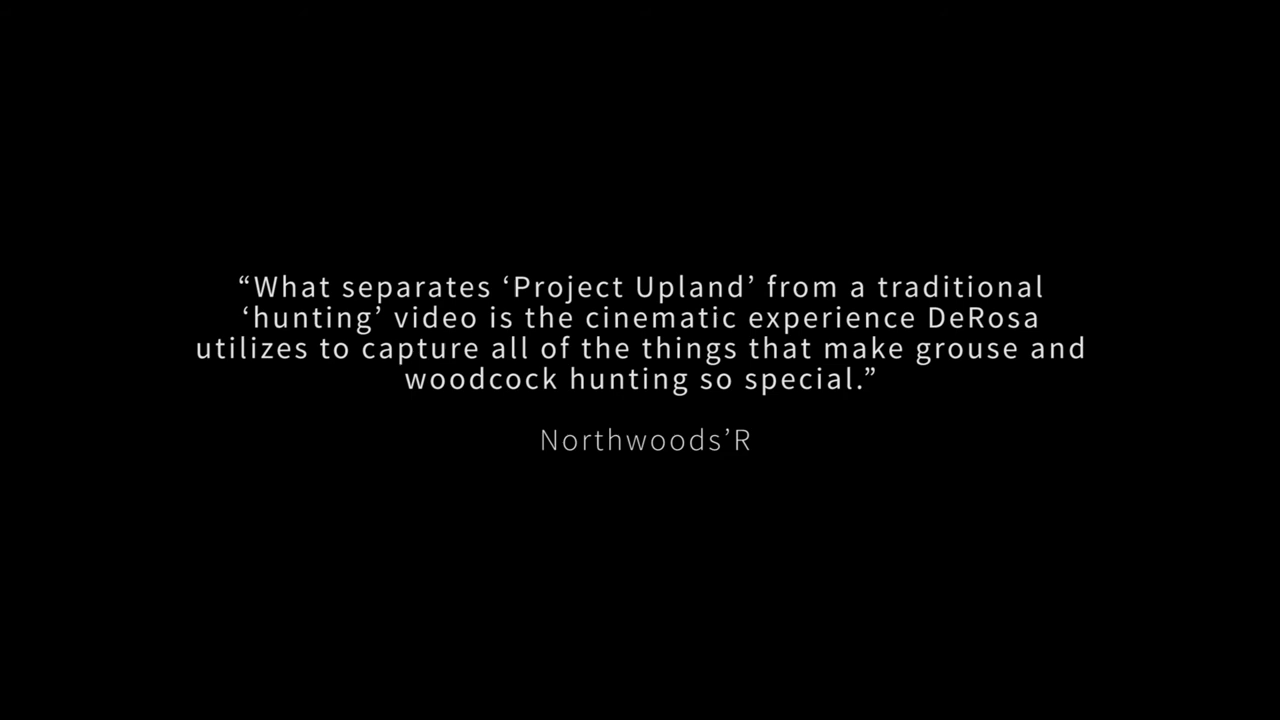 “What separates ‘Project Upland’ from a traditional
‘hunting’ video is the cinematic experience DeRosa
utilizes to capture all of the things that make grouse and
woodcock hunting so special.”
Northwoods’R